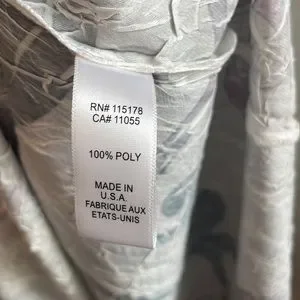 RN# 115178
CA# 11055
100% POLY
MADE IN
U.S.A.
FABRIQUE AUX
ETATS-UNIS